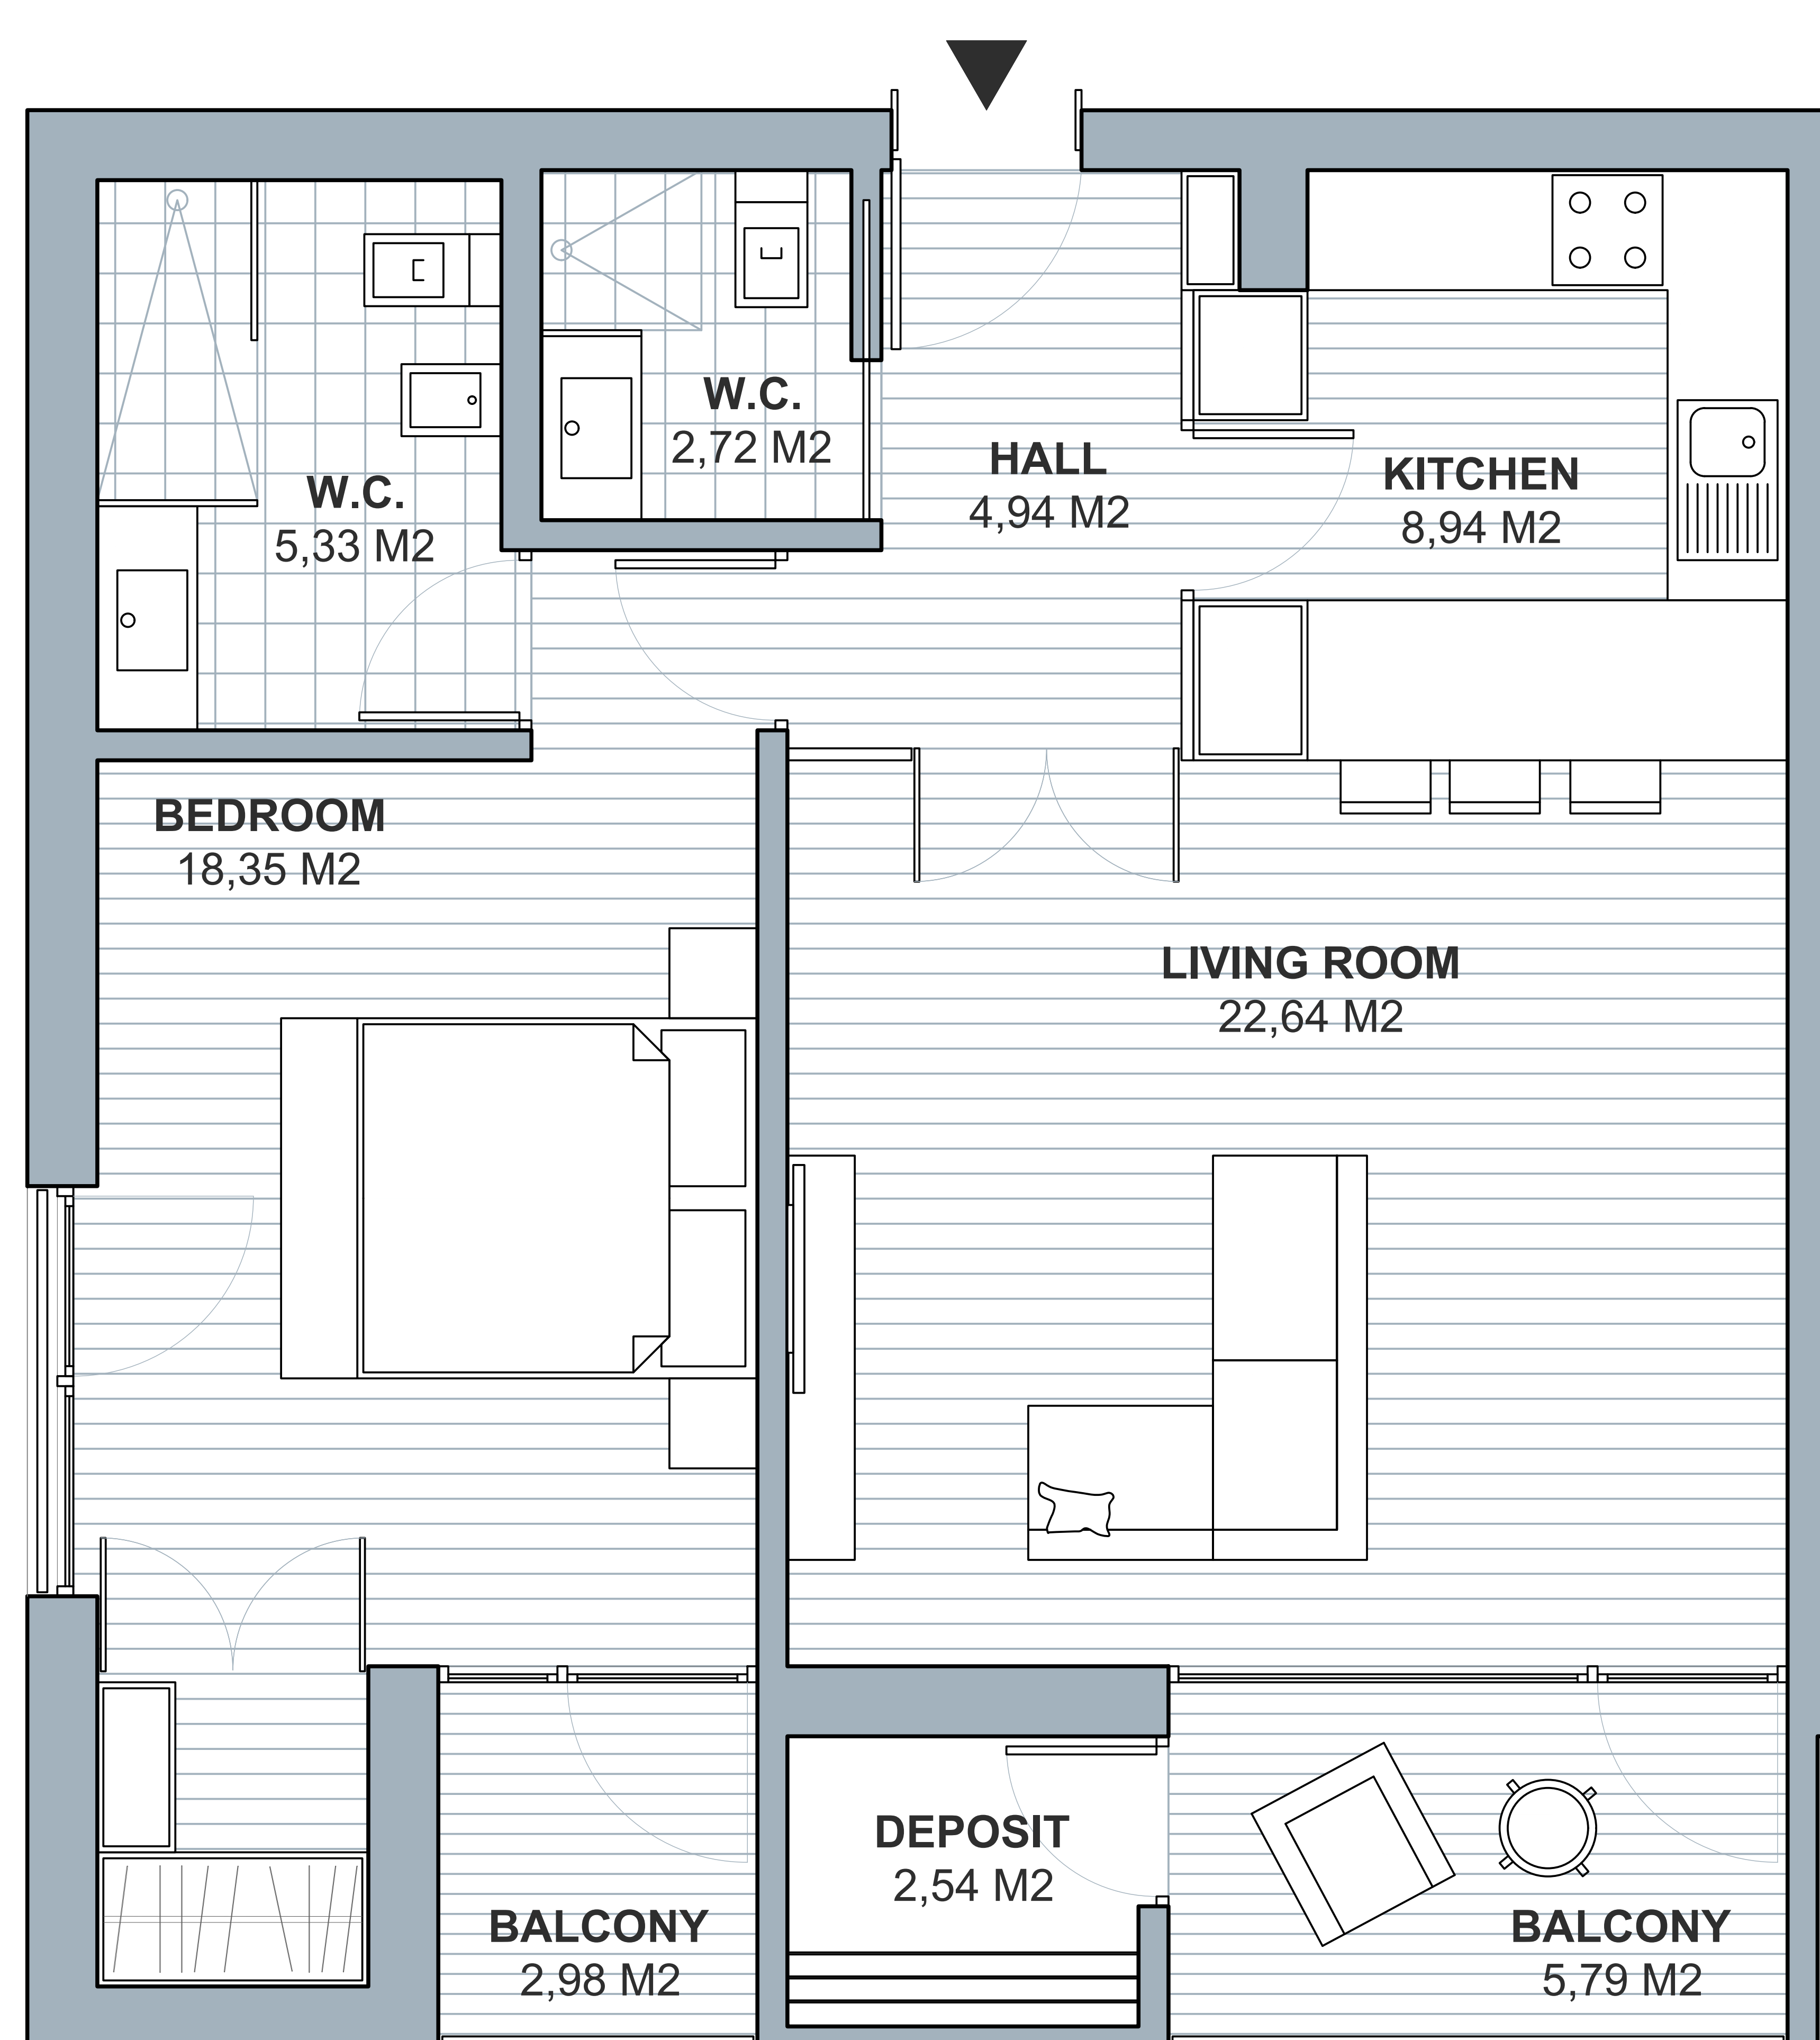 W.C.
2,72 M2
HALL
4,94 M2
KITCHEN
8,94 M2
W.C.
5,33 M2
BEDROOM
18,35 M2
LIVING ROOM
22,64 M2
DEPOSIT
2,54 M2
BALCONY
2,98 M2
BALCONY
5,79 M2